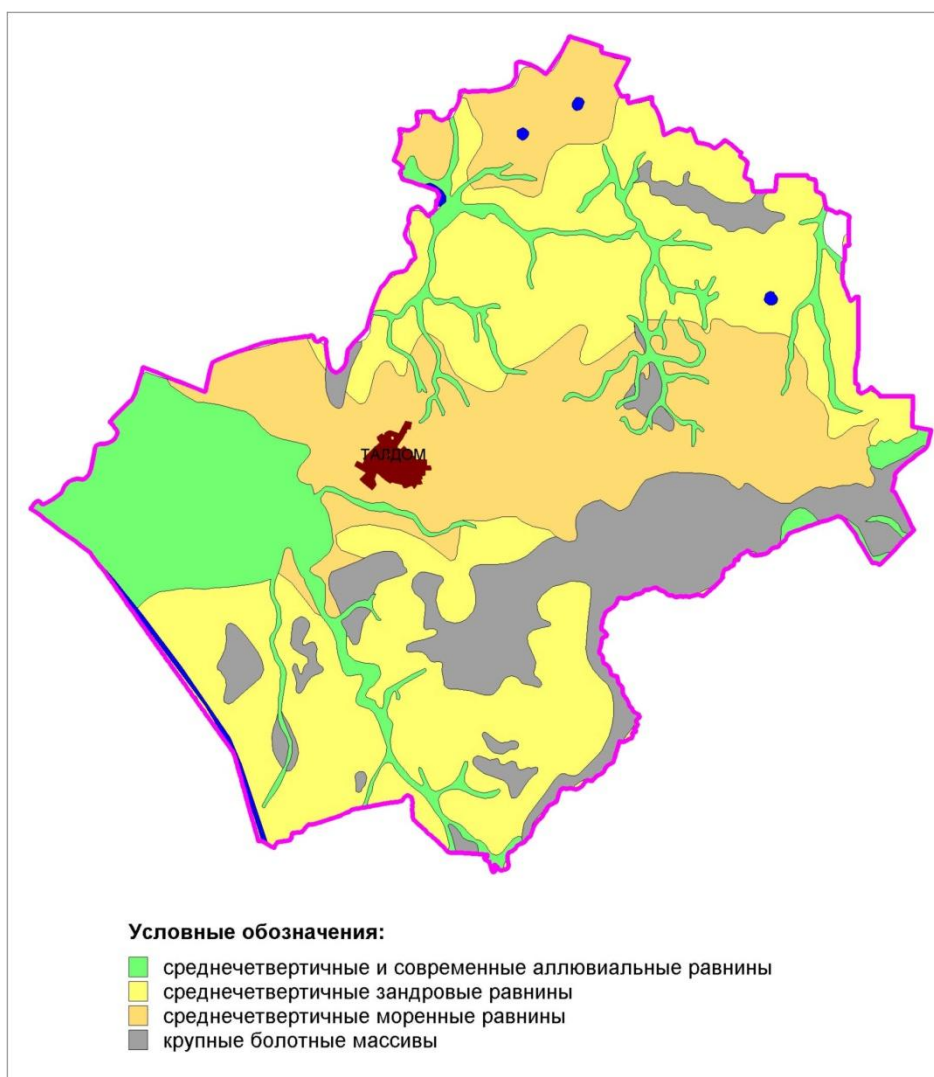 ТАЛДОМ
Условные обозначения:
среднечетвертичные и современные аллювиальные равнины
среднечетвертичные зандровые равнины
среднечетвертичные моренные равнины
крупные болотные массивы